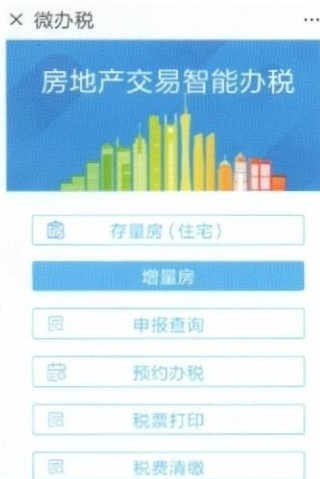 微办税
房地产交易智能办税
存量房(住宅)
增量房
申报查询
预约办税
税票打印
税费清缴